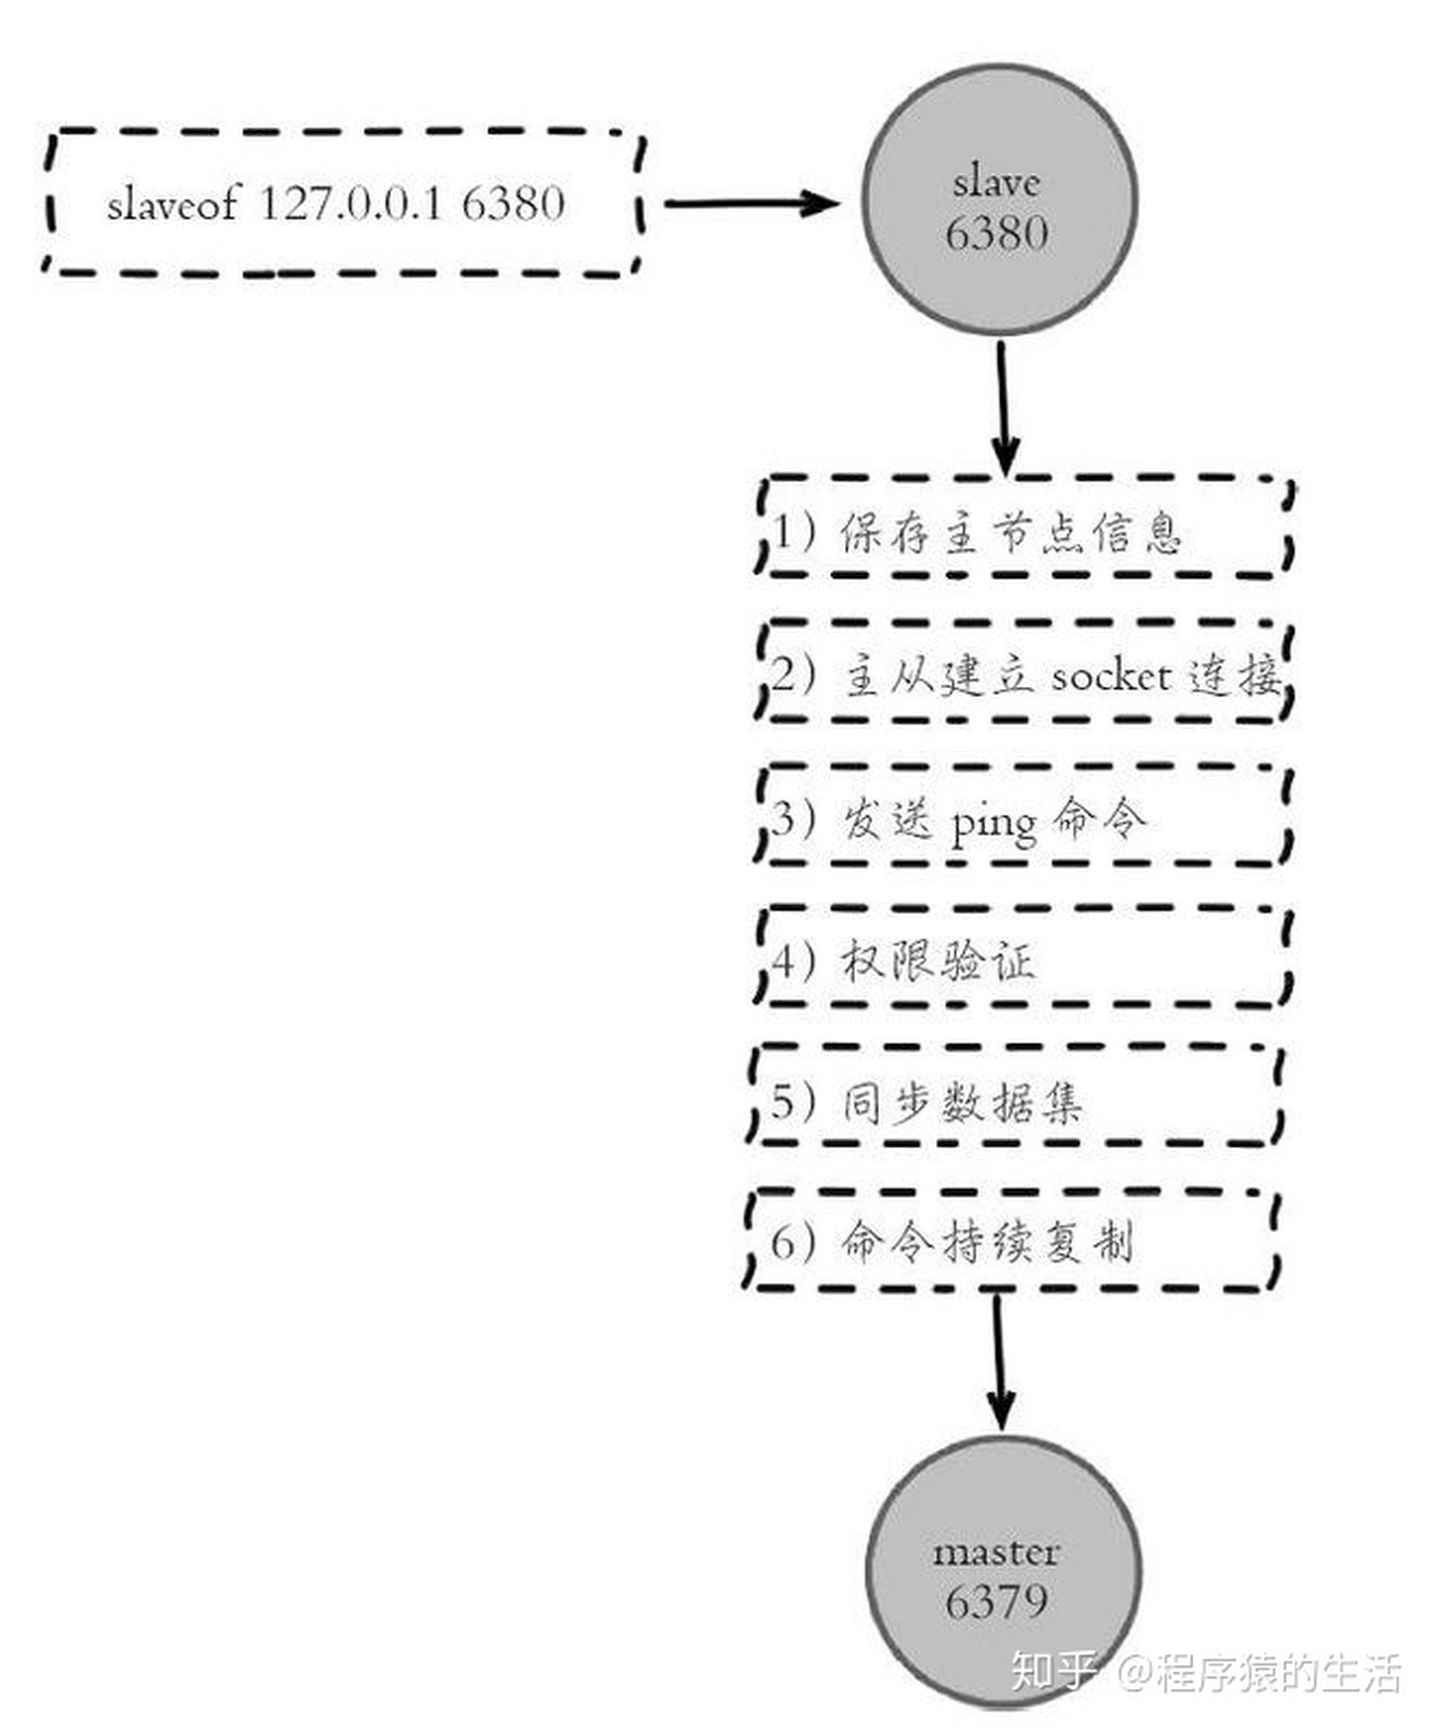 slaveof 127.0.0.1 6380
slave
6380
1) 保存主节点信息
2) 主从建立 socket 连接
3) 发送 ping 命令
4) 权限验证
5) 同步数据集
6) 命令持续复制
master
6379
知乎 @程序猿的生活